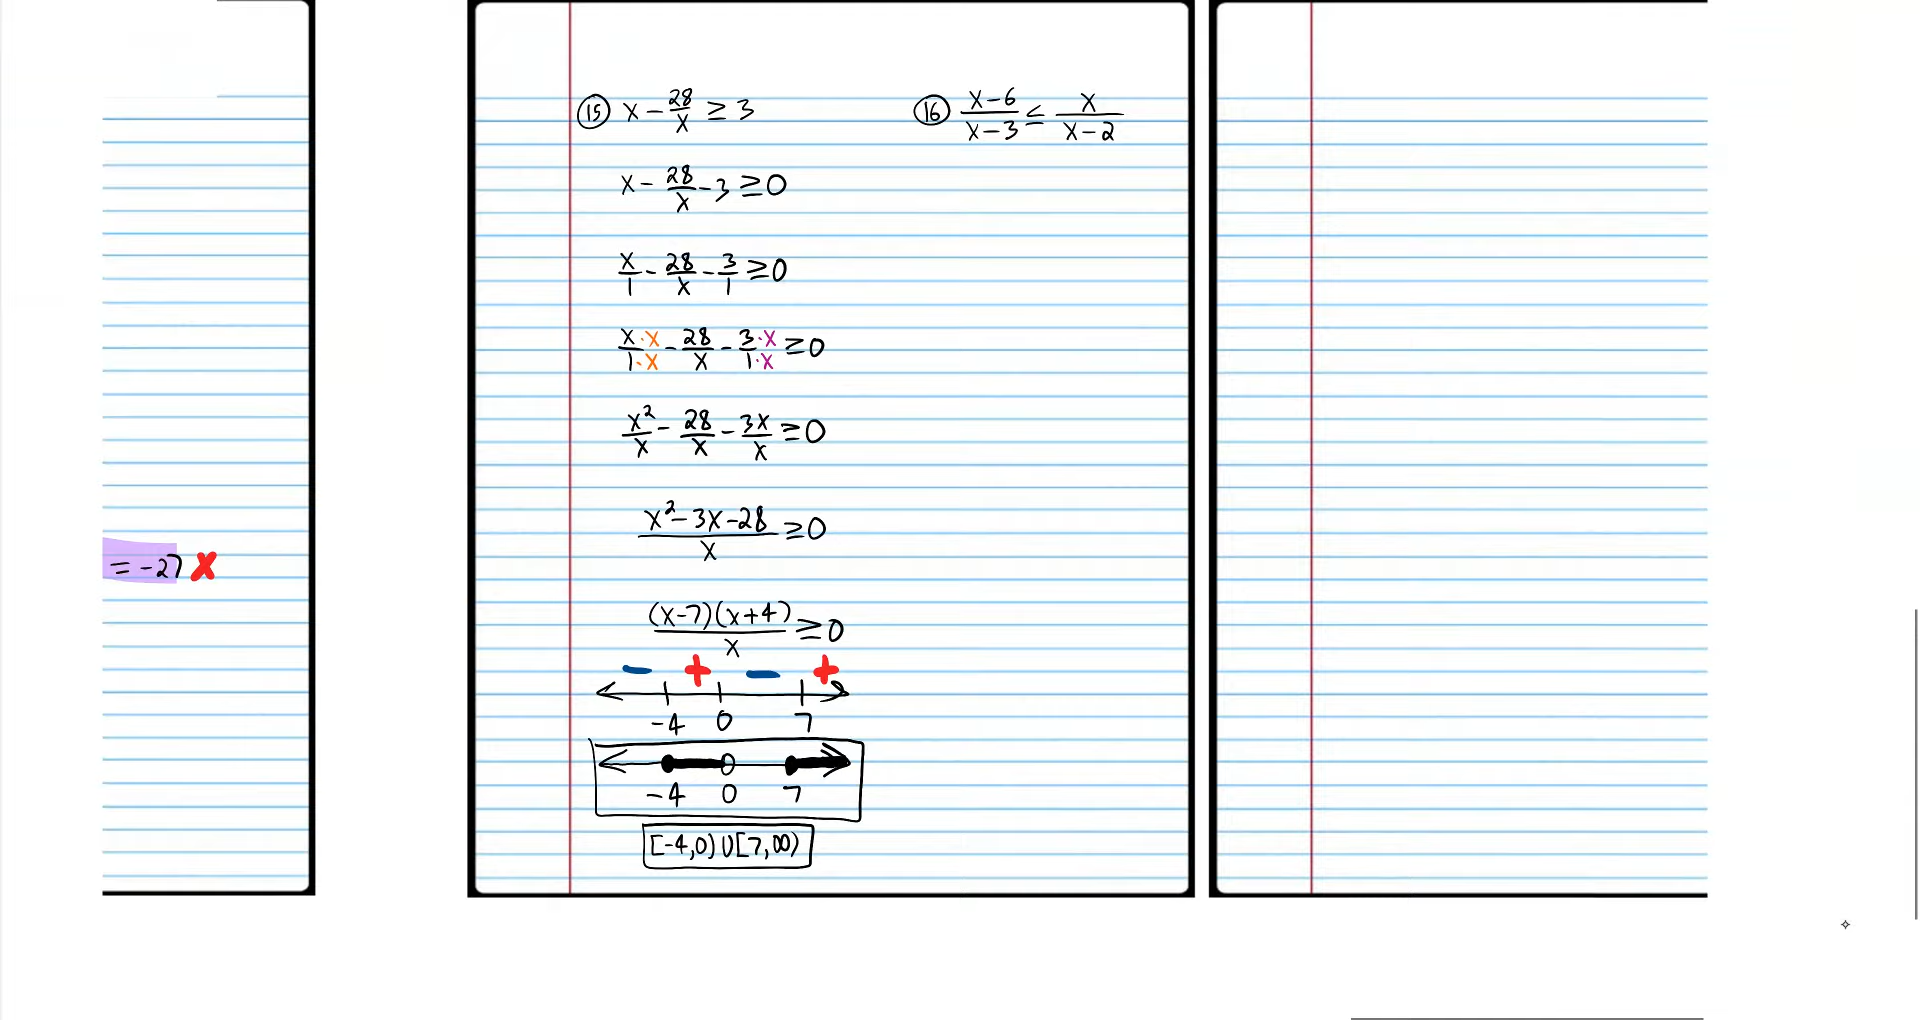 = -27 X
15 x - 28/x ≥ 3
x - 28/x - 3 ≥ 0
x/1 - 28/x - 3/1 ≥ 0
x·x/1·x - 28/x - 3·x/1·x ≥ 0
x²/x - 28/x - 3x/x ≥ 0
x² - 3x - 28/x ≥ 0
(x-7)(x+4)/x ≥ 0
- + - +
-4 0 7
-4 0 7
[-4,0)U[7,∞)
16 x-6/x-3 ≤ x/x-2